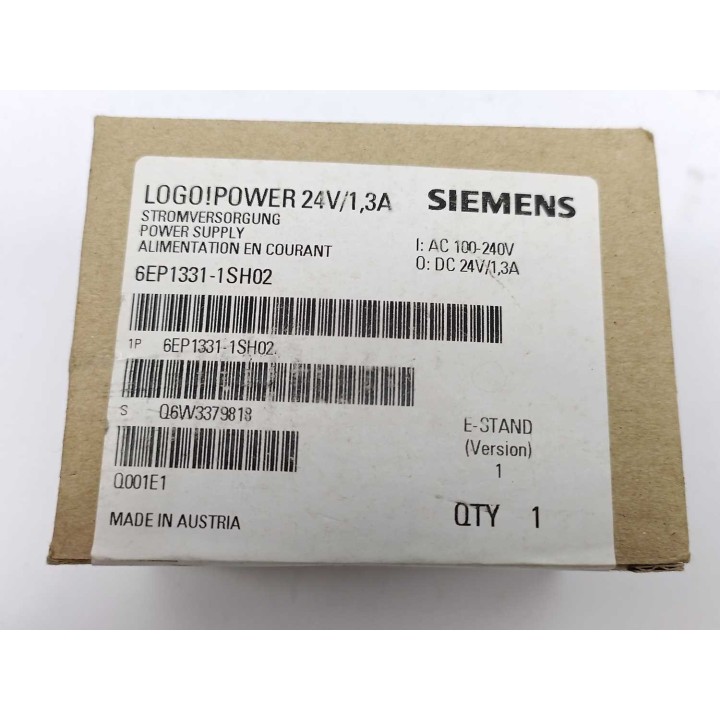 LOGO!POWER 24V/1,3A
SIEMENS
STROMVERSORGUNG
POWER SUPPLY
ALIMENTATION EN COURANT
I: AC 100-240V
O: DC 24V/1,3A
6EP1331-1SH02
1P 6EP1331-1SH02
S Q6W3379818
Q001E1
E-STAND
(Version)
1
MADE IN AUSTRIA
QTY 1